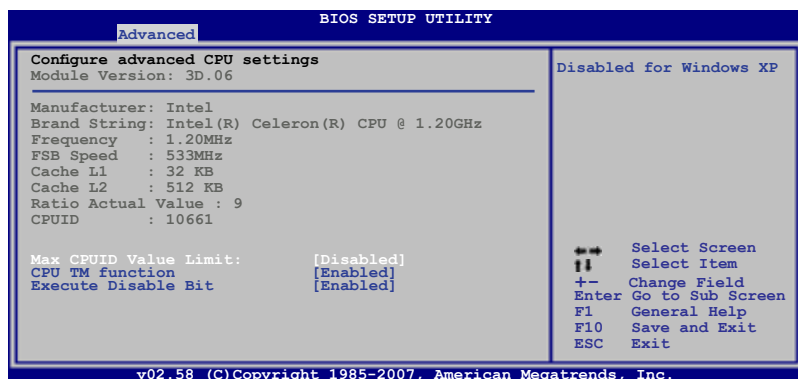 BIOS SETUP UTILITY
Advanced
Configure advanced CPU settings
Module Version: 3D.06
Manufacturer: Intel
Brand String: Intel(R) Celeron(R) CPU @ 1.20GHz
Frequency : 1.20MHz
FSB Speed : 533MHz
Cache L1 : 32 KB
Cache L2 : 512 KB
Ratio Actual Value : 9
CPUID : 10661
Max CPUID Value Limit: [Disabled]
CPU TM function [Enabled]
Execute Disable Bit [Enabled]
Disabled for Windows XP
←→ Select Screen
↑↓ Select Item
+- Change Field
Enter Go to Sub Screen
F1 General Help
F10 Save and Exit
ESC Exit
v02.58 (C)Copyright 1985-2007, American Megatrends, Inc.